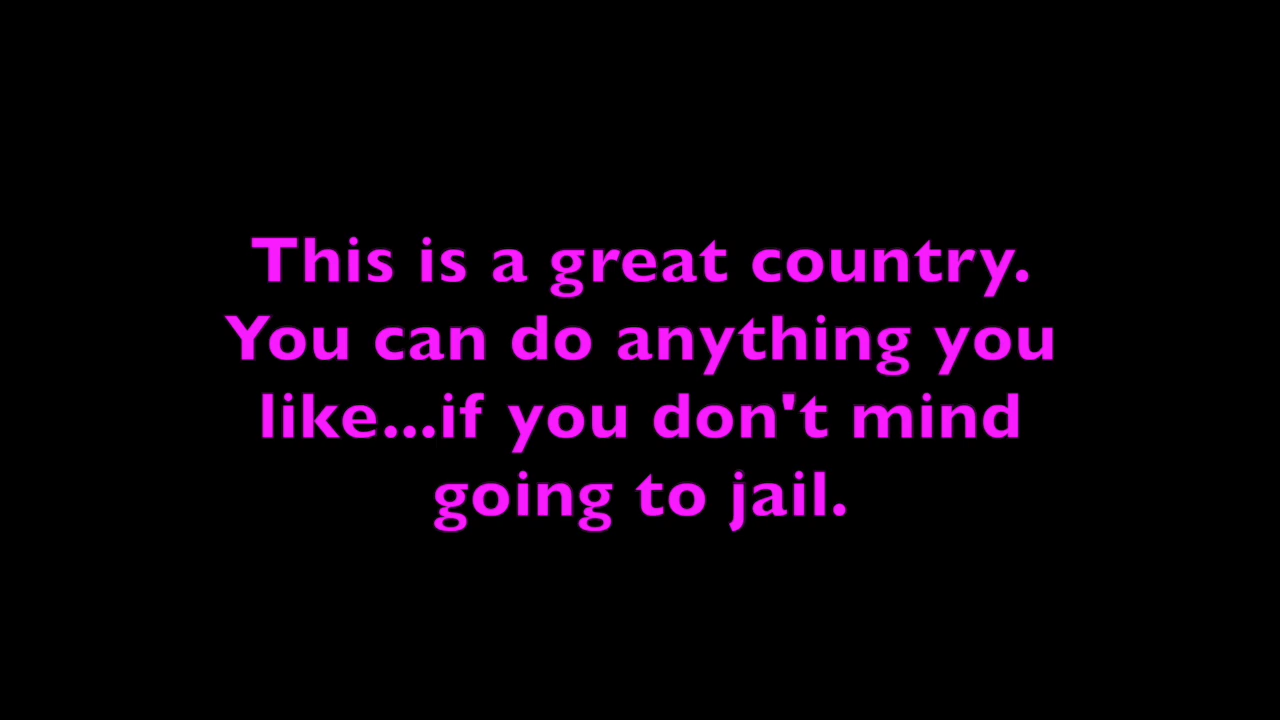 This is a great country.
You can do anything you
like...if you don't mind
going to jail.